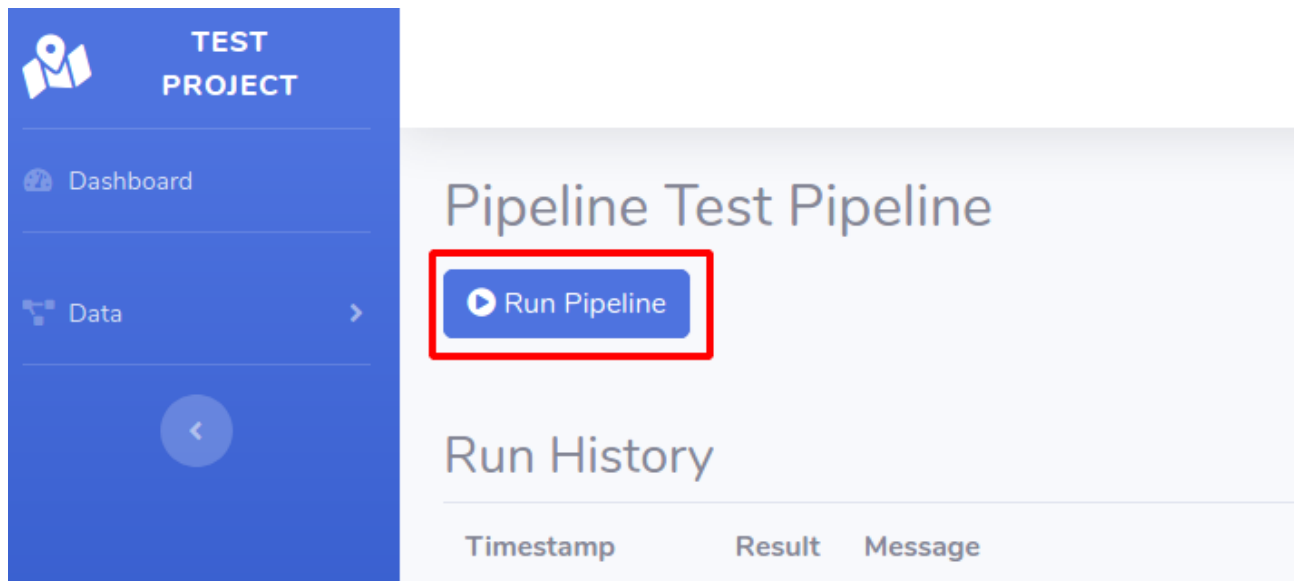 TEST
PROJECT
Dashboard
Data
Pipeline Test Pipeline
Run Pipeline
Run History
Timestamp Result Message